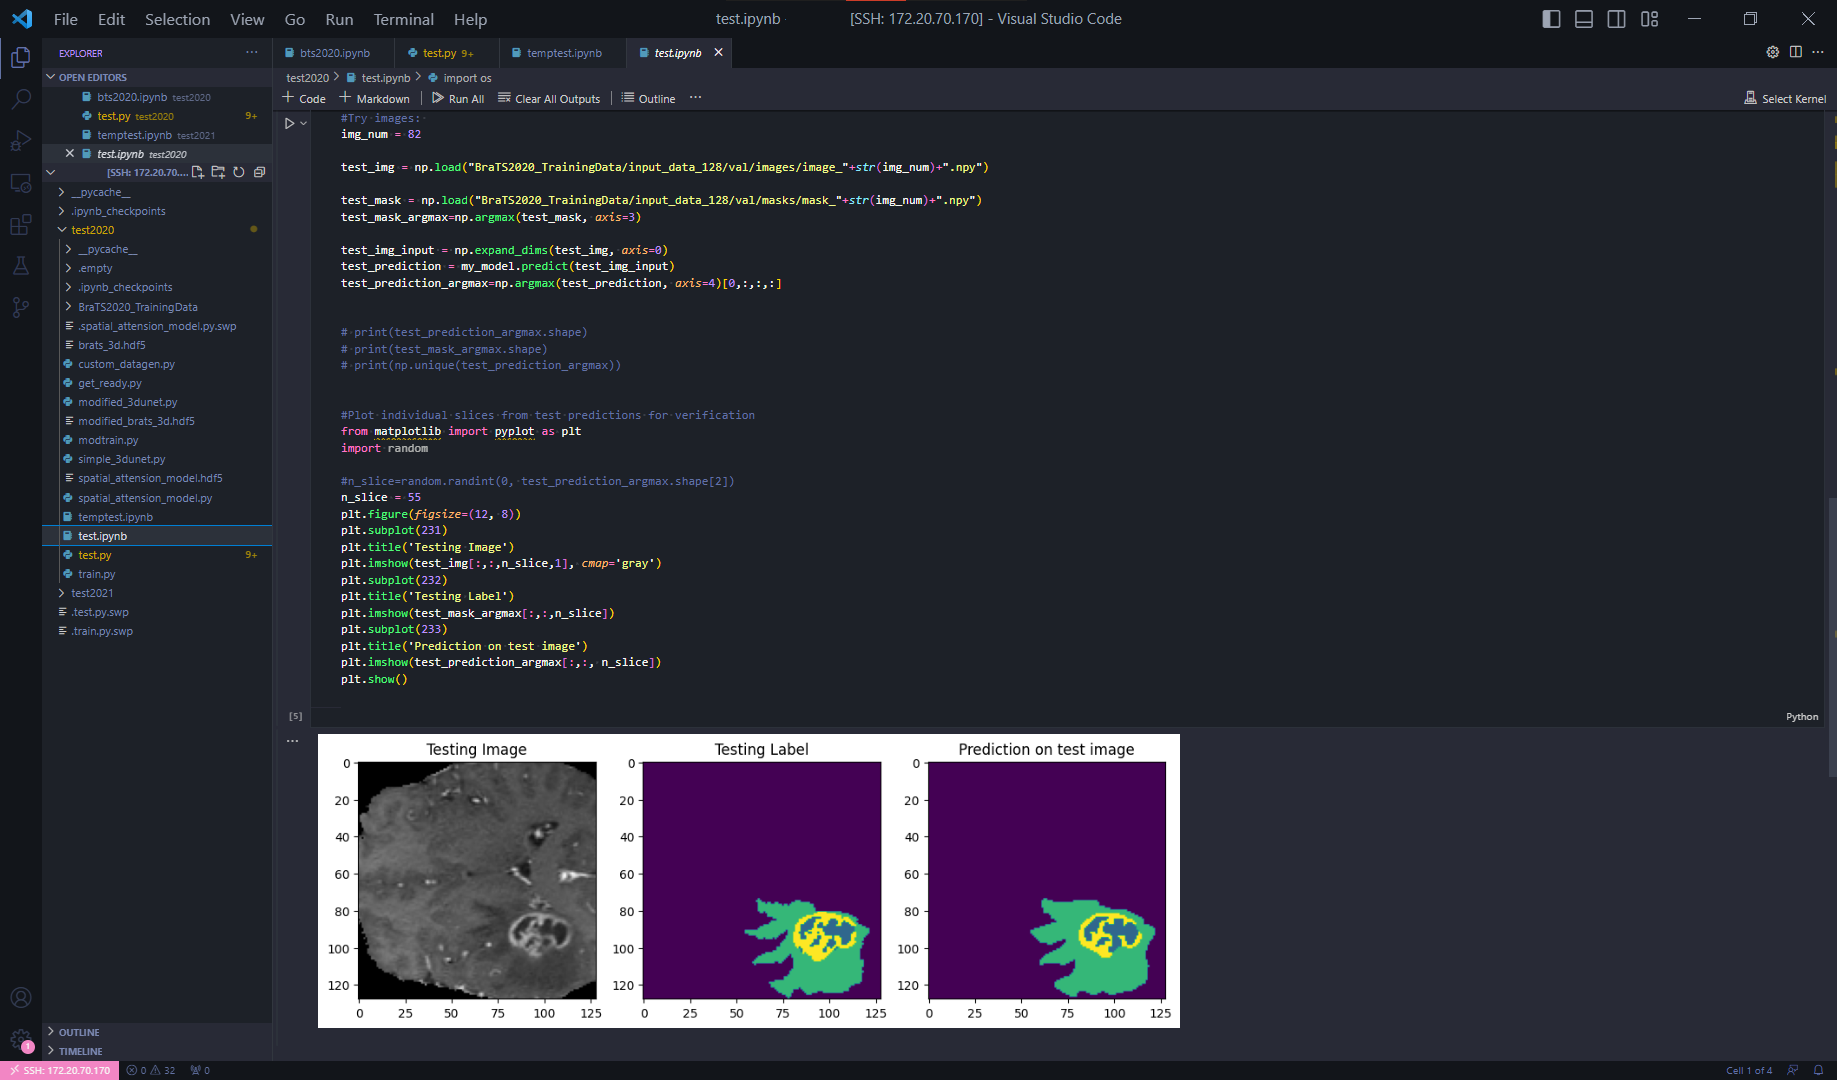 File Edit Selection View Go Run Terminal Help
test.ipynb - [SSH: 172.20.70.170] - Visual Studio Code
EXPLORER
OPEN EDITORS
bts2020.ipynb test2020
test.py test2020 9+
temptest.ipynb test2021
test.ipynb test2020
[SSH: 172.20.70....
__pycache__
.ipynb_checkpoints
test2020
__pycache__
.empty
.ipynb_checkpoints
BraTS2020_TrainingData
.spatial_attension_model.py.swp
brats_3d.hdf5
custom_datagen.py
get_ready.py
modified_3dunet.py
modified_brats_3d.hdf5
modtrain.py
simple_3dunet.py
spatial_attension_model.hdf5
spatial_attension_model.py
temptest.ipynb
test.ipynb
test.py 9+
train.py
test2021
.test.py.swp
.train.py.swp
OUTLINE
TIMELINE
bts2020.ipynb test.py 9+ temptest.ipynb test.ipynb
test2020 > test.ipynb > import os
+ Code + Markdown Run All Clear All Outputs Outline ... Select Kernel
#Try images:
img_num = 82
test_img = np.load("BraTS2020_TrainingData/input_data_128/val/images/image_"+str(img_num)+".npy")
test_mask = np.load("BraTS2020_TrainingData/input_data_128/val/masks/mask_"+str(img_num)+".npy")
test_mask_argmax=np.argmax(test_mask, axis=3)
test_img_input = np.expand_dims(test_img, axis=0)
test_prediction = my_model.predict(test_img_input)
test_prediction_argmax=np.argmax(test_prediction, axis=4)[0,:,:,:]
# print(test_prediction_argmax.shape)
# print(test_mask_argmax.shape)
# print(np.unique(test_prediction_argmax))
#Plot individual slices from test predictions for verification
from matplotlib import pyplot as plt
import random
#n_slice=random.randint(0, test_prediction_argmax.shape[2])
n_slice = 55
plt.figure(figsize=(12, 8))
plt.subplot(231)
plt.title('Testing Image')
plt.imshow(test_img[:,:,n_slice,1], cmap='gray')
plt.subplot(232)
plt.title('Testing Label')
plt.imshow(test_mask_argmax[:,:,n_slice])
plt.subplot(233)
plt.title('Prediction on test image')
plt.imshow(test_prediction_argmax[:,:, n_slice])
plt.show()
[5]
Python
Testing Image Testing Label Prediction on test image
0 0 0
20 20 20
40 40 40
60 60 60
80 80 80
100 100 100
120 120 120
0 25 50 75 100 125 0 25 50 75 100 125 0 25 50 75 100 125
1
SSH: 172.20.70.170 0 32 0 Cell 1 of 4